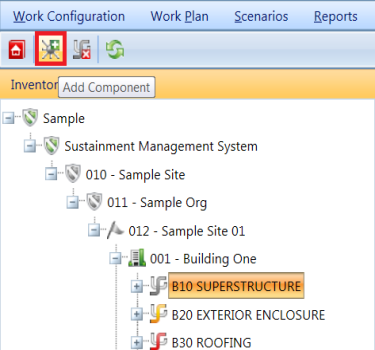 Work Configuration Work Plan Scenarios Reports
Inventor
Add Component
Sample
Sustainment Management System
010 - Sample Site
011 - Sample Org
012 - Sample Site 01
001 - Building One
B10 SUPERSTRUCTURE
B20 EXTERIOR ENCLOSURE
B30 ROOFING